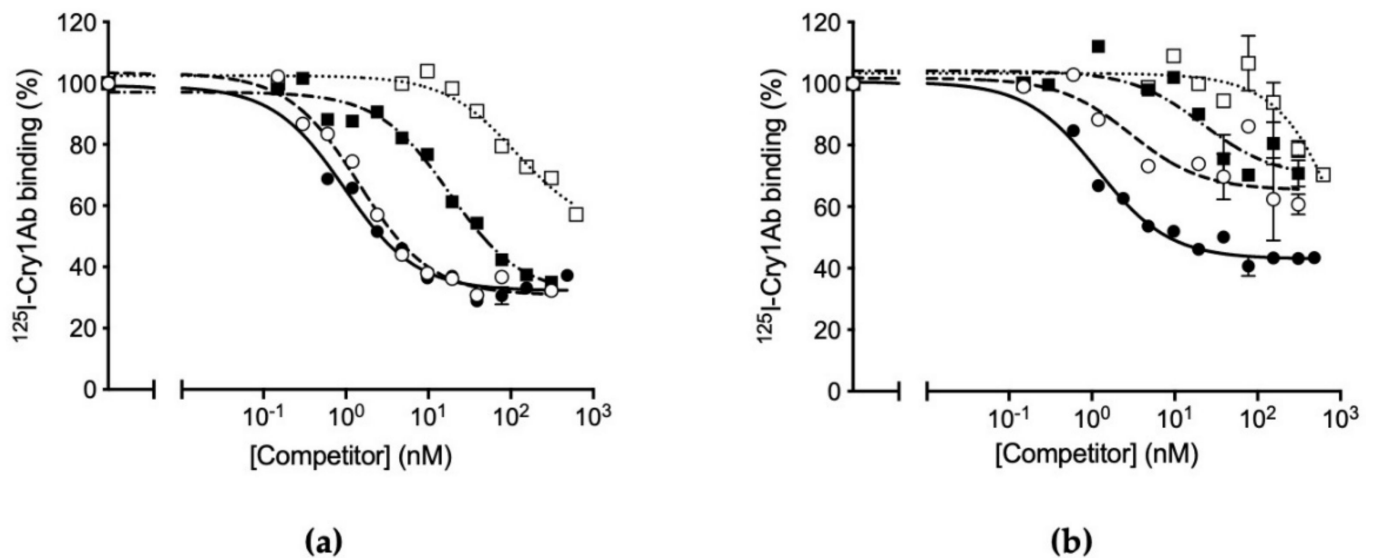 120
100
80
60
40
20
0
¹²⁵I-Cry1Ab binding (%)
10⁻¹ 10⁰ 10¹ 10² 10³
[Competitor] (nM)
(a)
120
100
80
60
40
20
0
¹²⁵I-Cry1Ab binding (%)
10⁻¹ 10⁰ 10¹ 10² 10³
[Competitor] (nM)
(b)